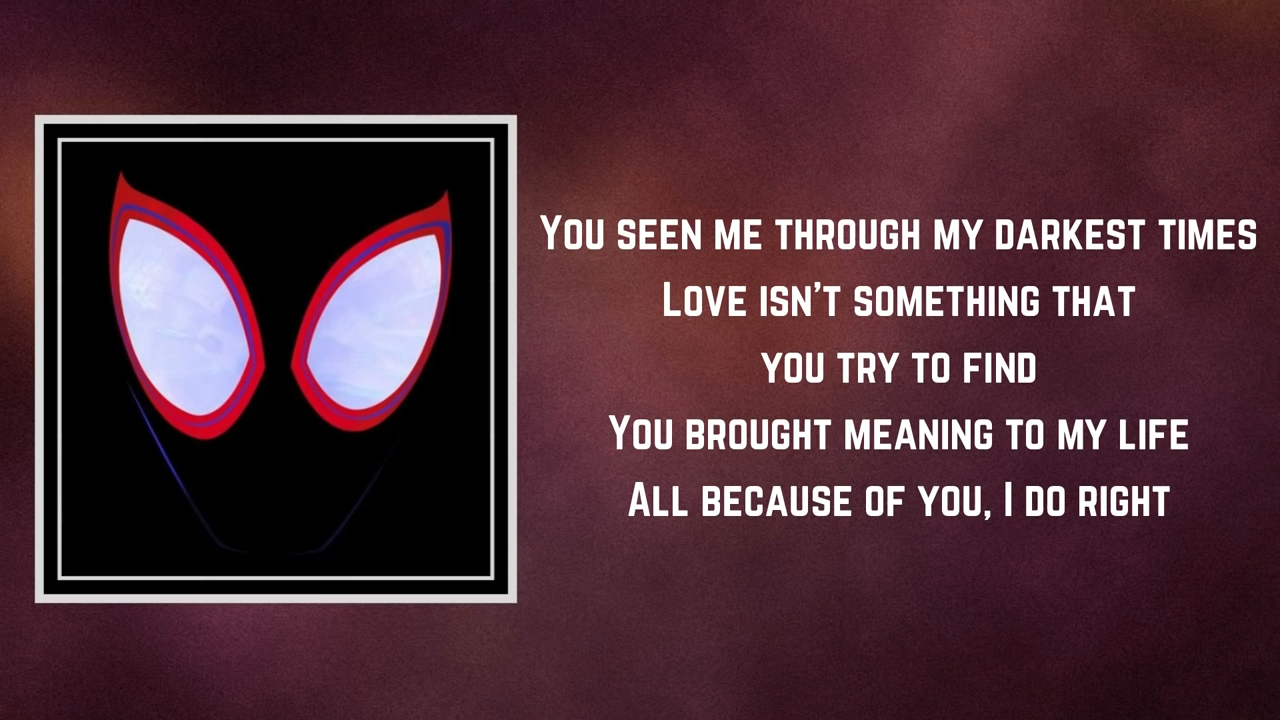 You seen me through my darkest times
Love isn't something that
you try to find
You brought meaning to my life
All because of you, I do right